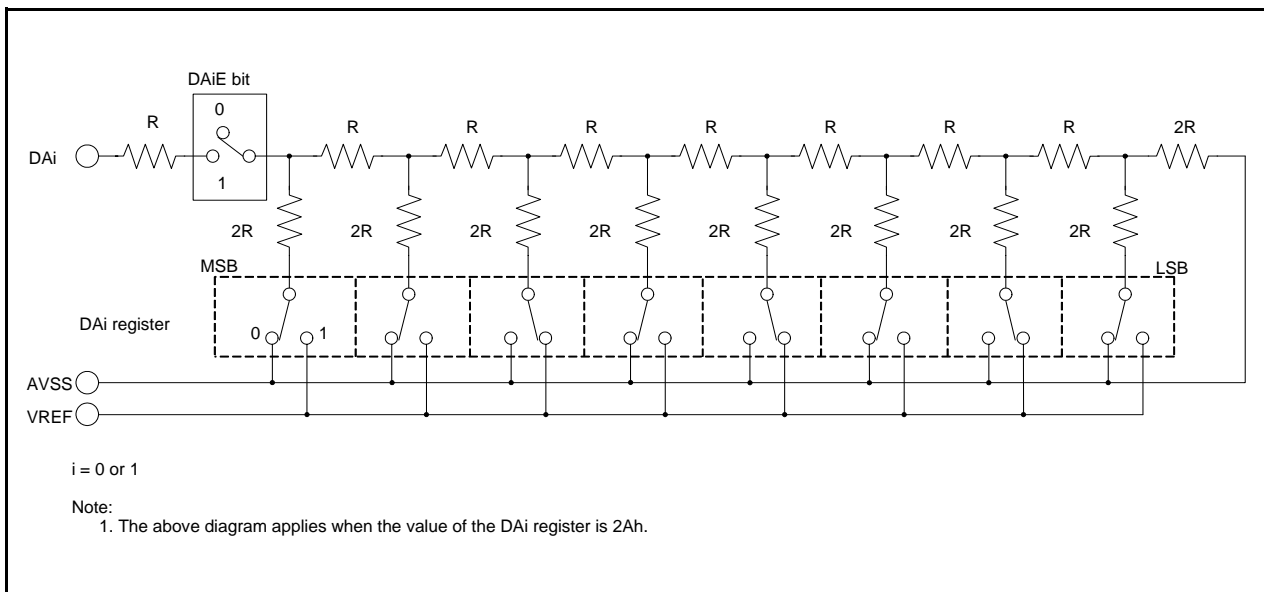 DAiE bit
0
R R R R R R R R 2R
DAi
1
2R 2R 2R 2R 2R 2R 2R 2R
MSB LSB
DAi register 0 1
AVSS
VREF
i = 0 or 1
Note:
1. The above diagram applies when the value of the DAi register is 2Ah.